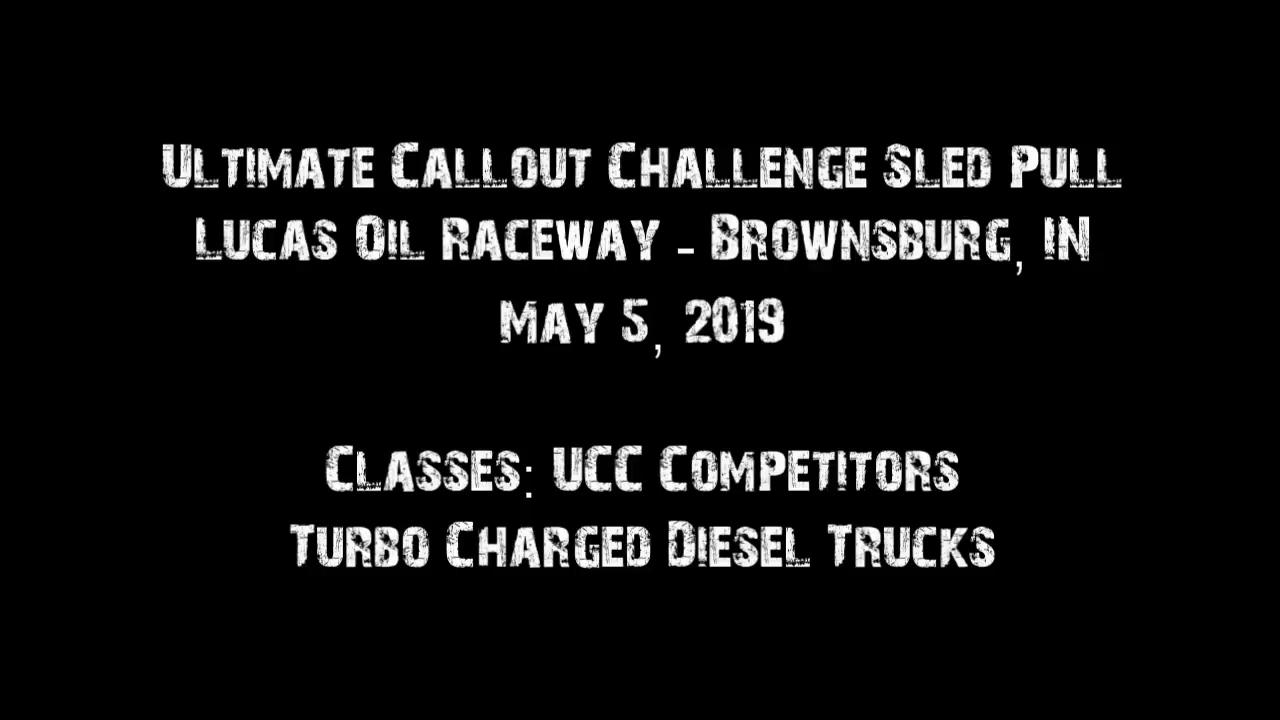 Ultimate Callout Challenge Sled Pull
Lucas Oil Raceway - Brownsburg, IN
May 5, 2019
Classes: UCC Competitors
Turbo Charged Diesel Trucks